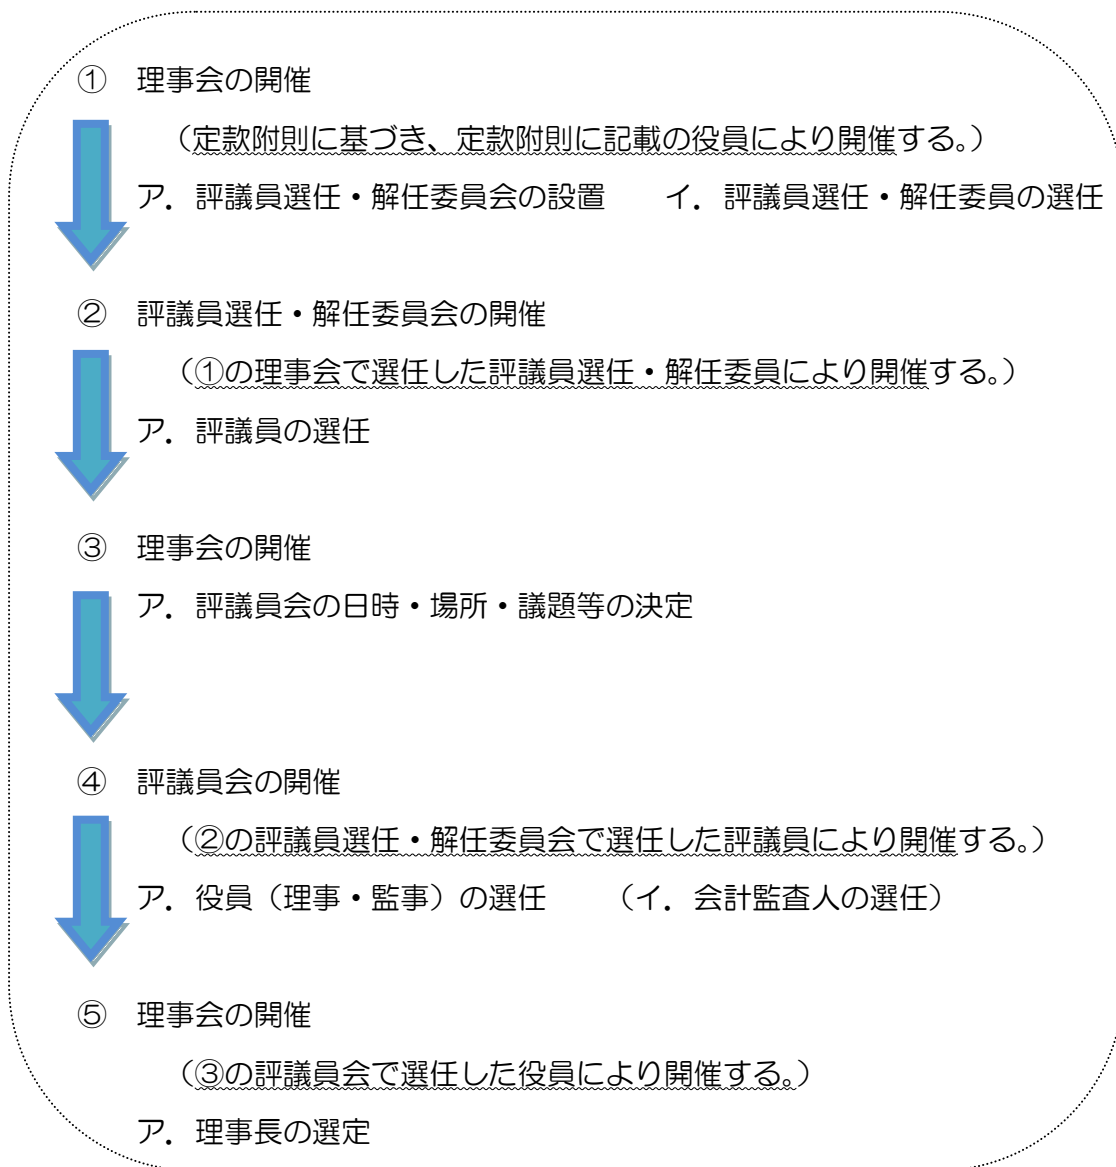 ① 理事会の開催
（定款附則に基づき、定款附則に記載の役員により開催する。）
ア．評議員選任・解任委員会の設置　　イ．評議員選任・解任委員の選任
② 評議員選任・解任委員会の開催
（①の理事会で選任した評議員選任・解任委員により開催する。）
ア．評議員の選任
③ 理事会の開催
ア．評議員会の日時・場所・議題等の決定
④ 評議員会の開催
（②の評議員選任・解任委員会で選任した評議員により開催する。）
ア．役員（理事・監事）の選任　　（イ．会計監査人の選任）
⑤ 理事会の開催
（③の評議員会で選任した役員により開催する。）
ア．理事長の選定